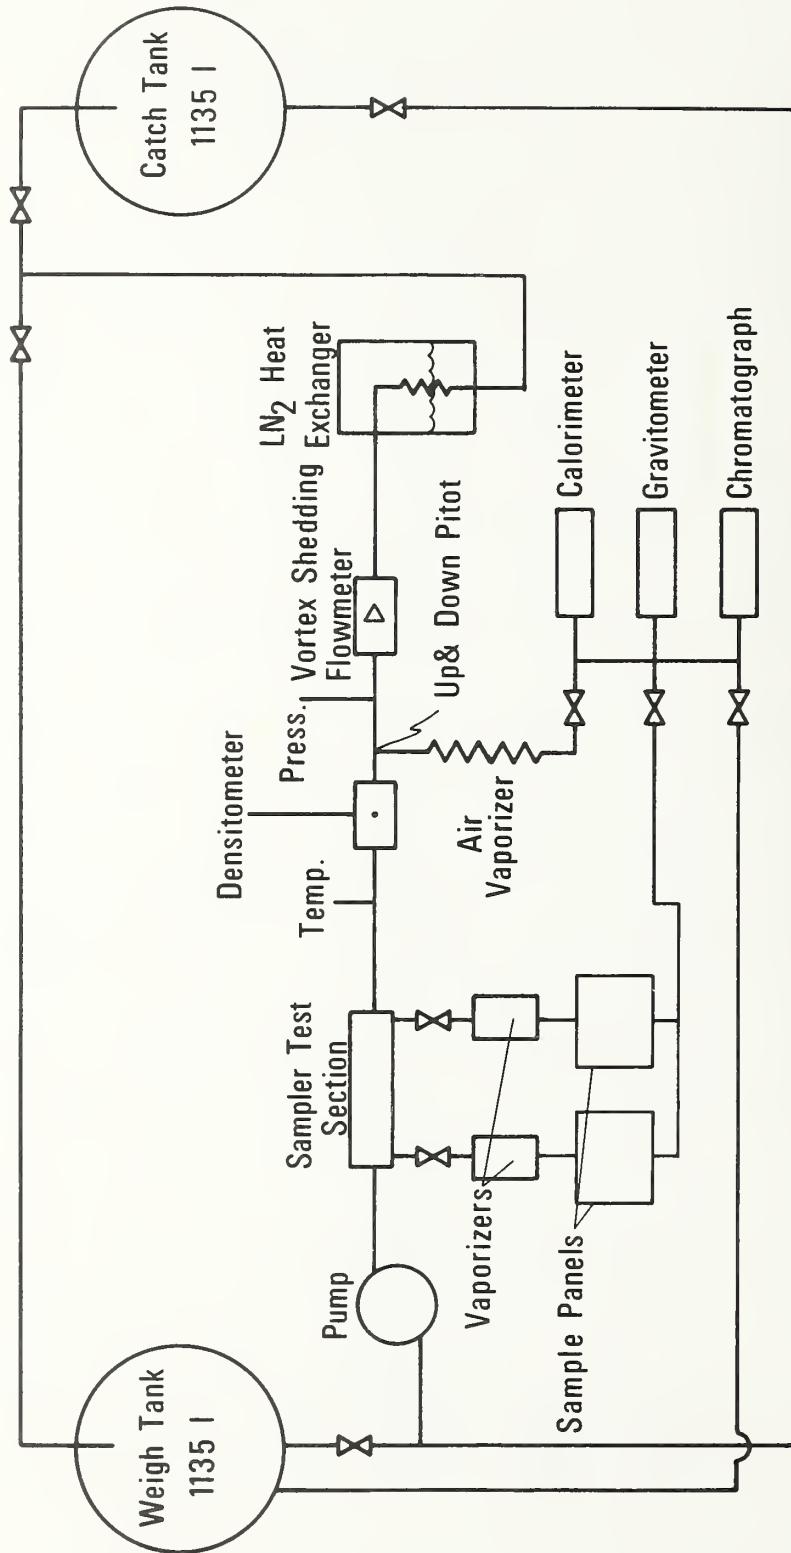 Weigh Tank
1135 l
Catch Tank
1135 l
Pump
Sampler Test
Section
Temp.
Densitometer
Press.
Vortex Shedding
Flowmeter
LN2 Heat
Exchanger
Up& Down Pitot
Air
Vaporizer
Vaporizers
Sample Panels
Calorimeter
Gravitometer
Chromatograph